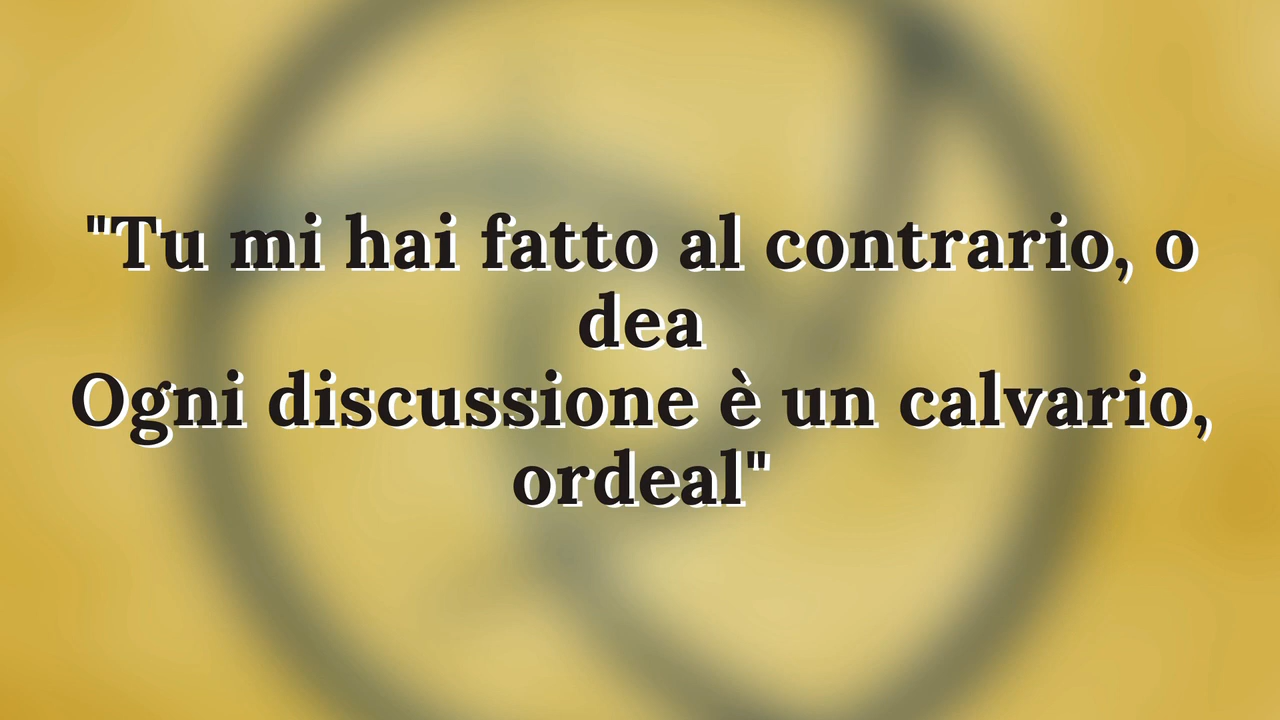 "Tu mi hai fatto al contrario, o
dea
Ogni discussione è un calvario,
ordeal"